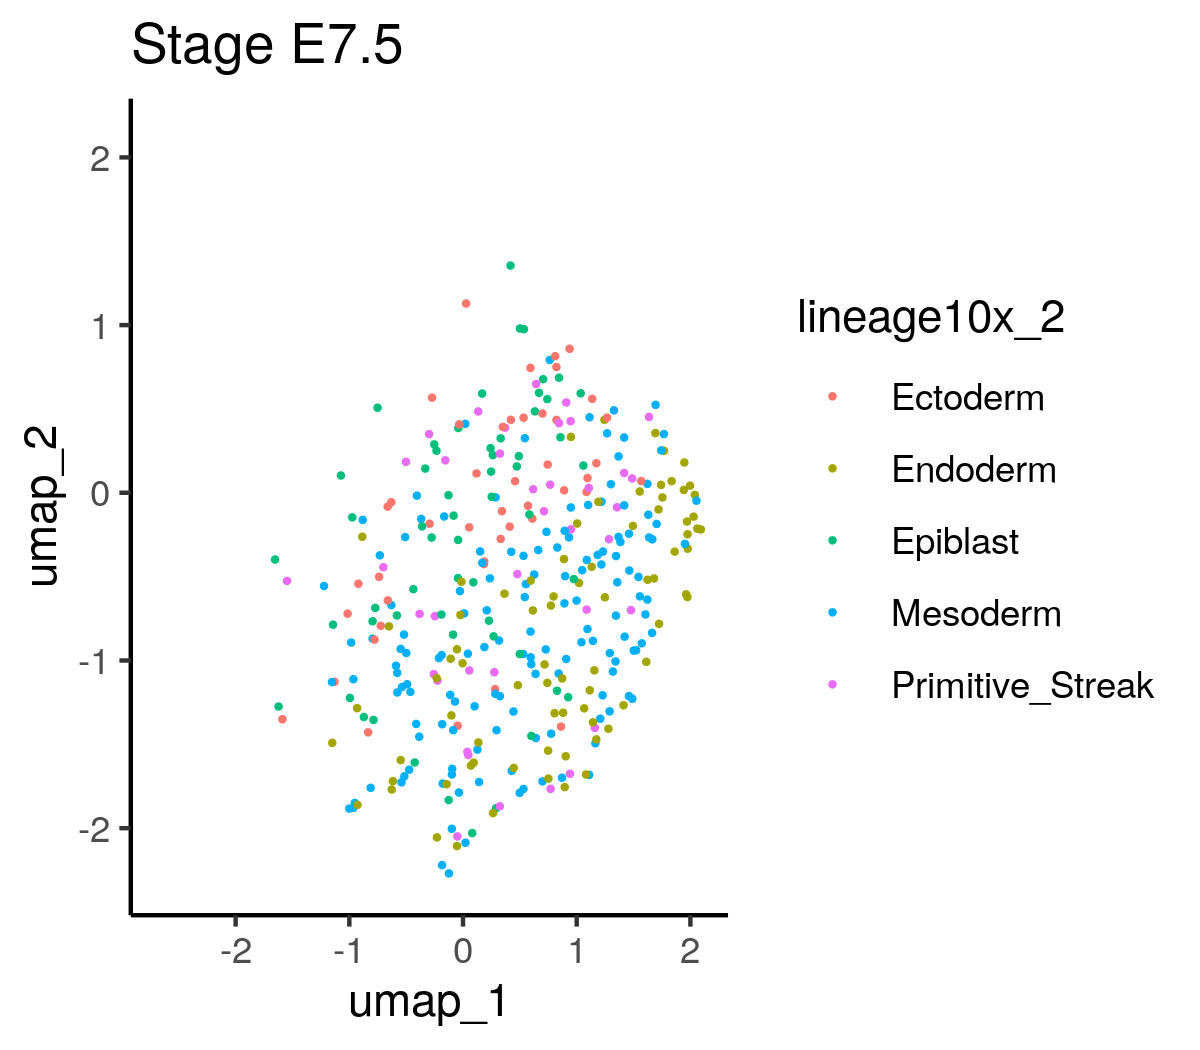 Stage E7.5
2
1
0
-1
-2
umap_2
-2
-1
0
1
2
umap_1
lineage10x_2
Ectoderm
Endoderm
Epiblast
Mesoderm
Primitive_Streak